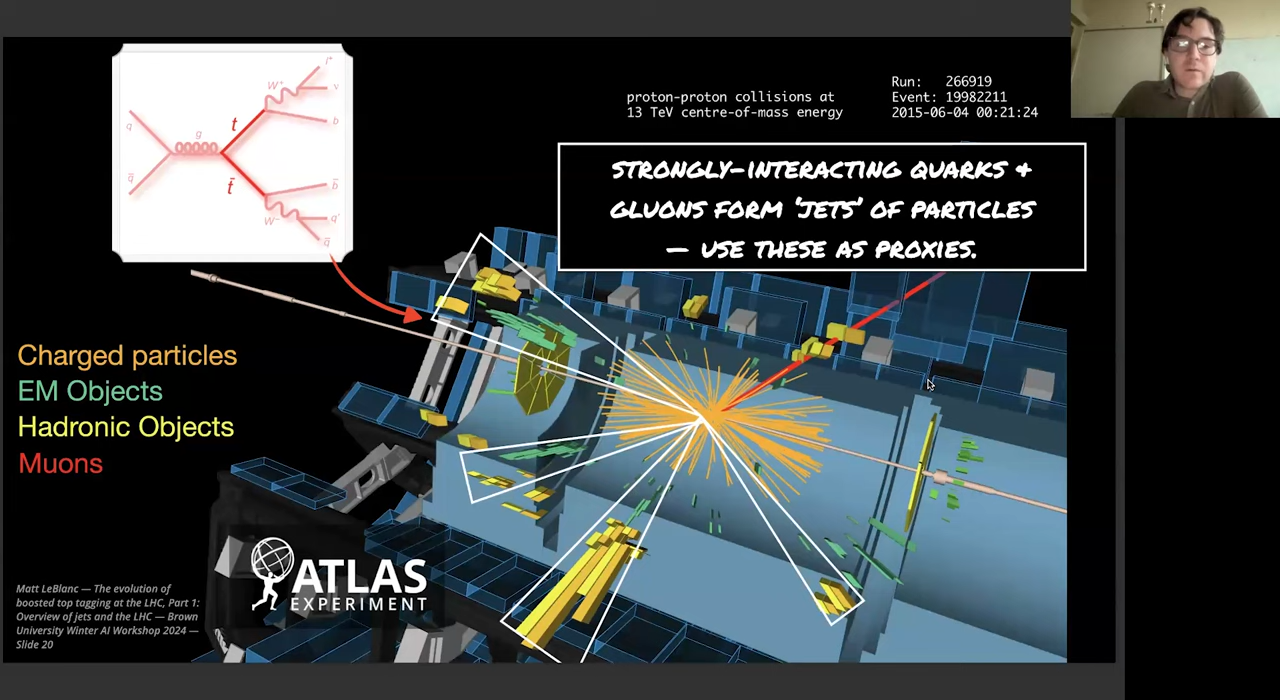 q
q̅
g
t
t̅
W⁺
l⁺
ν
b
b̅
W⁻
q'
q̅
proton-proton collisions at
13 TeV centre-of-mass energy
Run: 266919
Event: 19982211
2015-06-04 00:21:24
STRONGLY-INTERACTING QUARKS &
GLUONS FORM 'JETS' OF PARTICLES
— USE THESE AS PROXIES.
Charged particles
EM Objects
Hadronic Objects
Muons
ATLAS
EXPERIMENT
Matt LeBlanc — The evolution of
boosted top tagging at the LHC, Part 1:
Overview of jets and the LHC — Brown
University Winter AI Workshop 2024 —
Slide 20